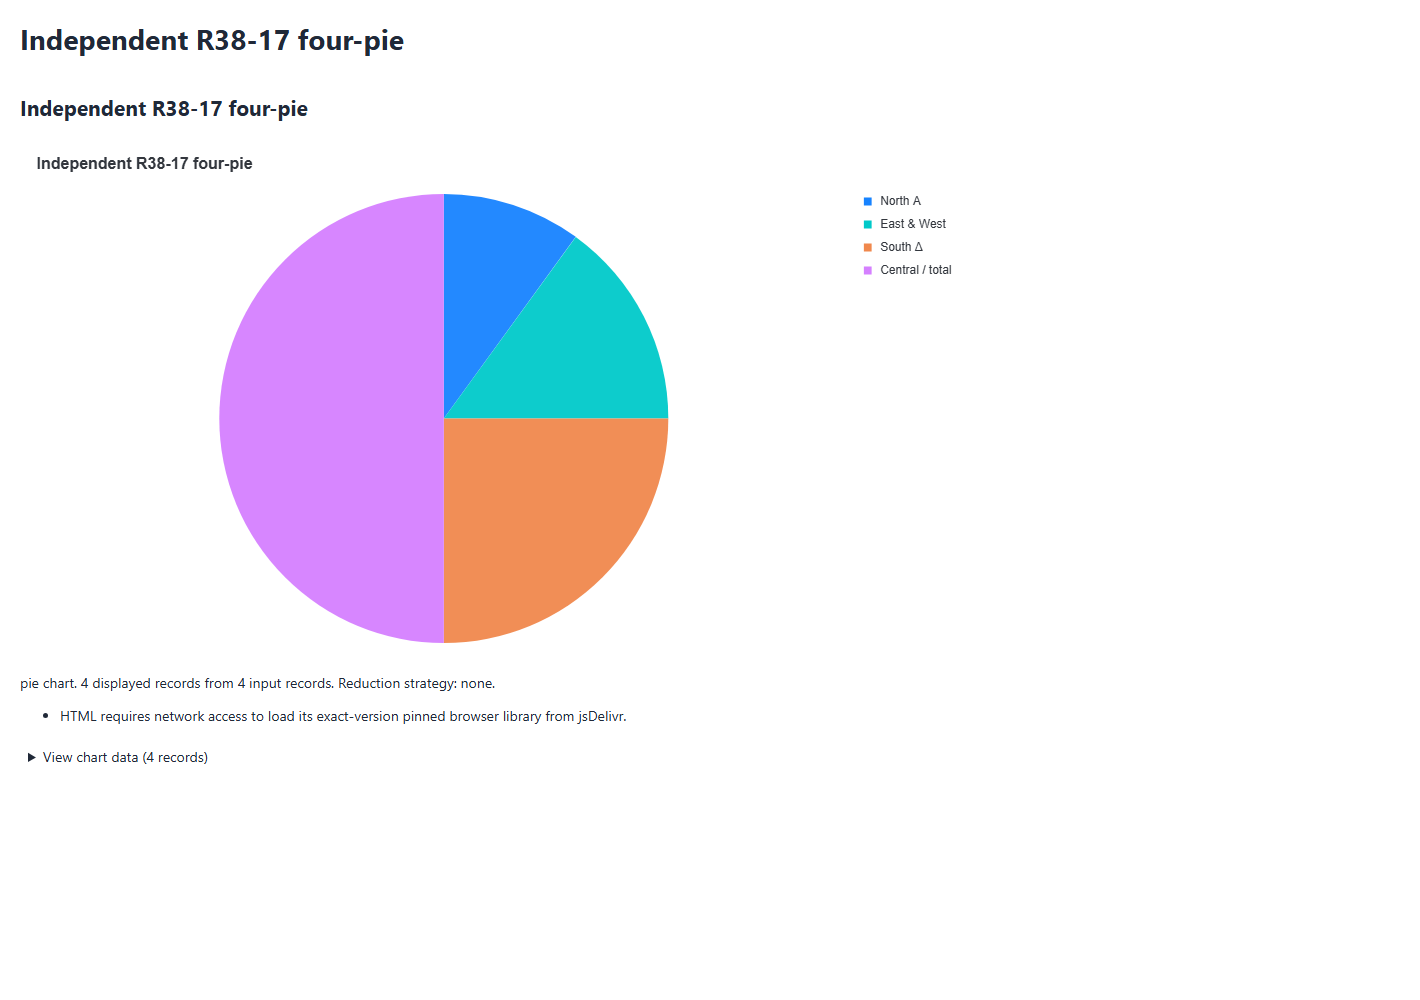 Independent R38-17 four-pie
Independent R38-17 four-pie
Independent R38-17 four-pie
North A
East & West
South Δ
Central / total
pie chart. 4 displayed records from 4 input records. Reduction strategy: none.
• HTML requires network access to load its exact-version pinned browser library from jsDelivr.
▶ View chart data (4 records)